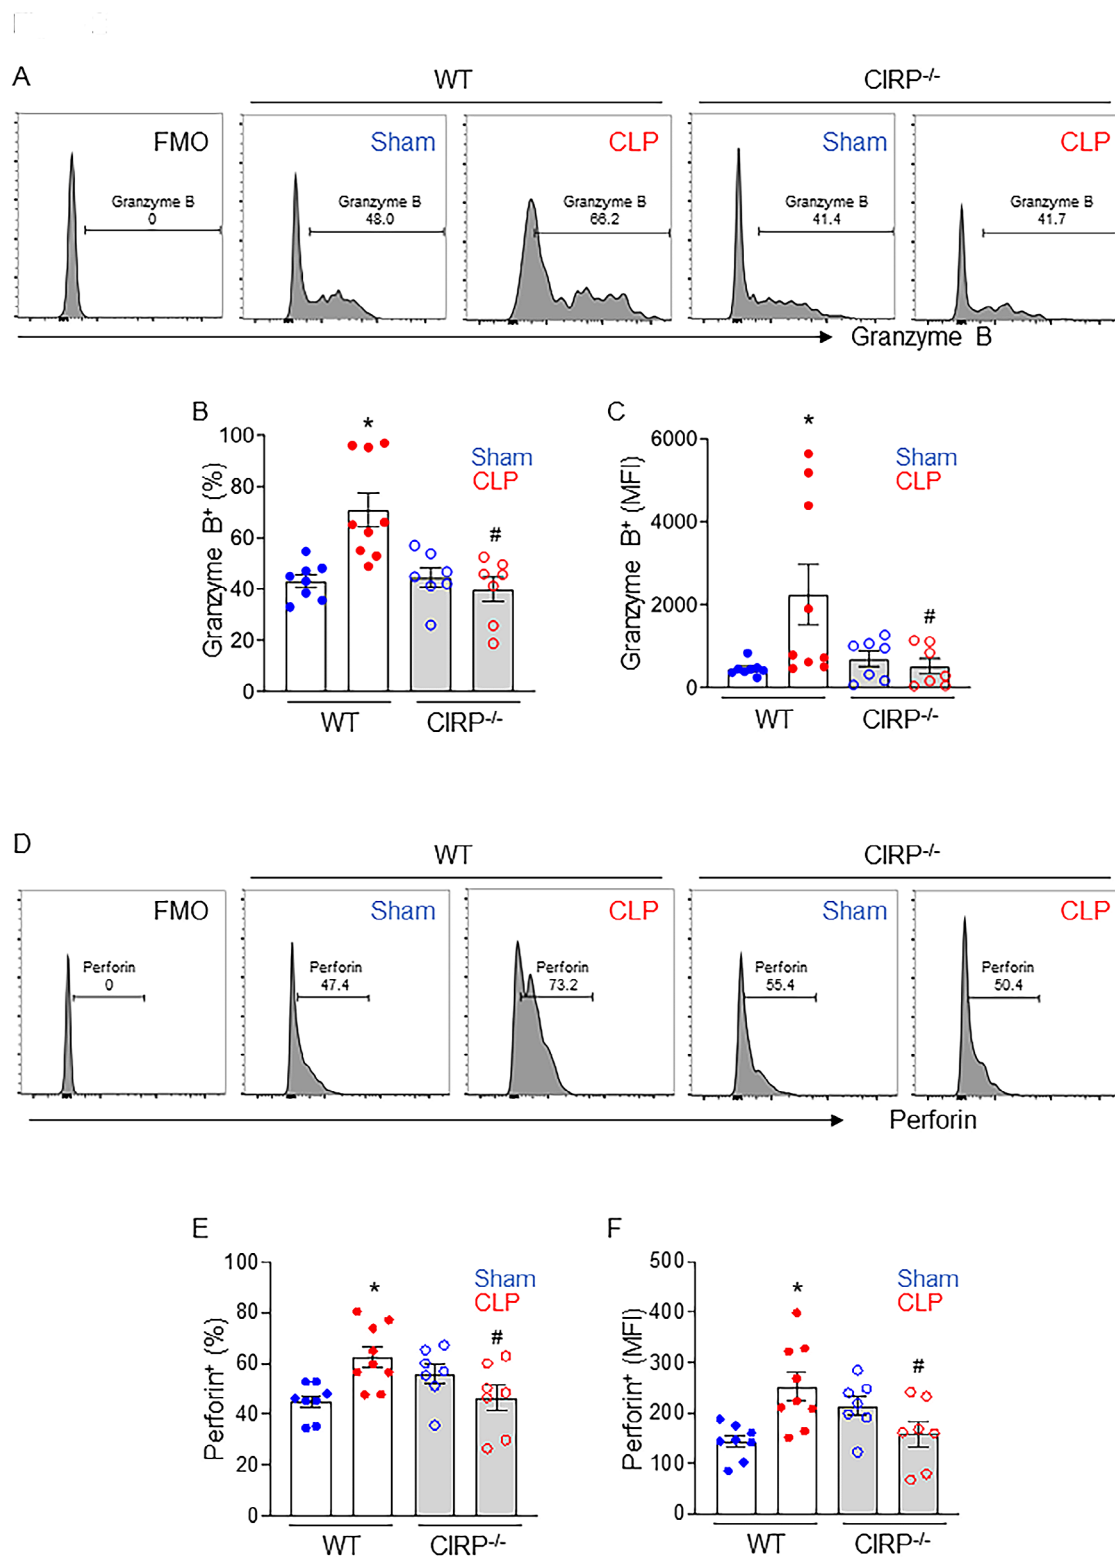 A
WT
CIRP-/-
FMO
Sham
CLP
Sham
CLP
Granzyme B
0
Granzyme B
48.0
Granzyme B
66.2
Granzyme B
41.4
Granzyme B
41.7
Granzyme B
B
Granzyme B+ (%)
100
80
60
40
20
0
*
#
Sham
CLP
WT
CIRP-/-
C
Granzyme B+ (MFI)
6000
4000
2000
0
*
#
Sham
CLP
WT
CIRP-/-
D
WT
CIRP-/-
FMO
Sham
CLP
Sham
CLP
Perforin
0
Perforin
47.4
Perforin
73.2
Perforin
55.4
Perforin
50.4
Perforin
E
Perforin+ (%)
100
80
60
40
20
0
*
#
Sham
CLP
WT
CIRP-/-
F
Perforin+ (MFI)
500
400
300
200
100
0
*
#
Sham
CLP
WT
CIRP-/-